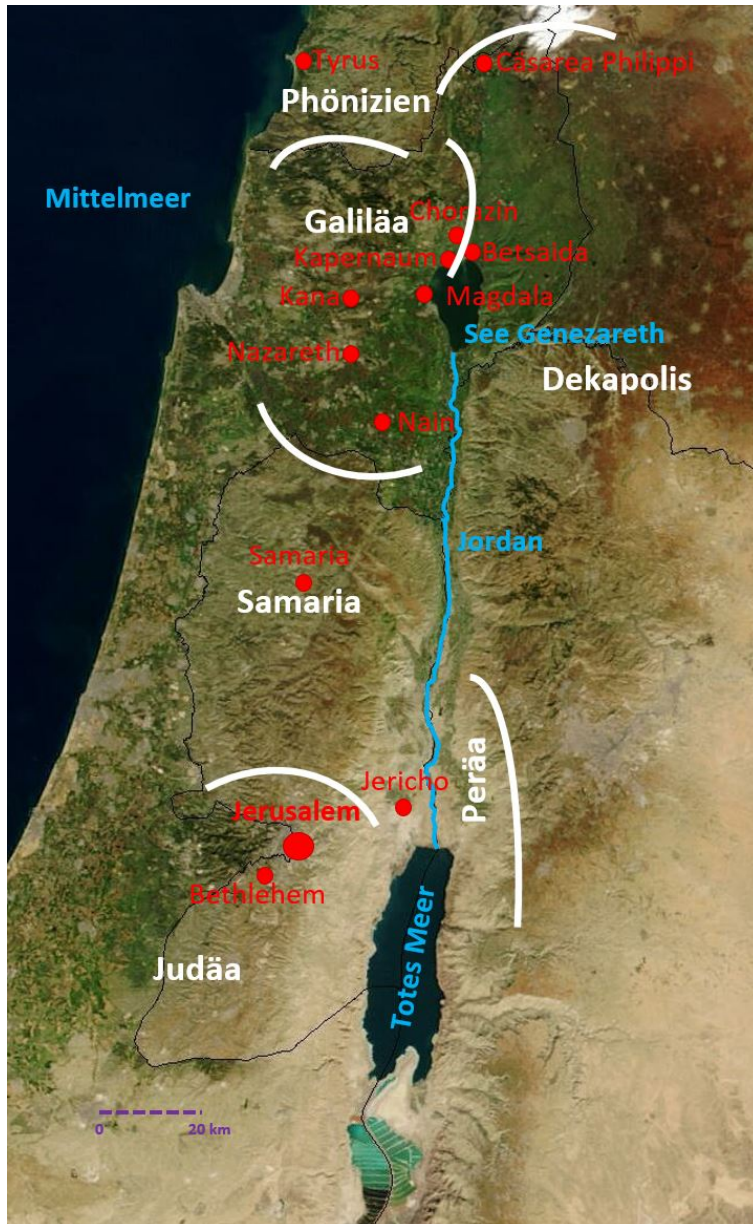 Tyrus
Cäsarea Philippi
Phönizien
Mittelmeer
Chorazin
Galiläa
Kapernaum
Betsaida
Kana
Magdala
See Genezareth
Nazareth
Dekapolis
Nain
Jordan
Samaria
Samaria
Jericho
Peräa
Jerusalem
Bethlehem
Judäa
Totes Meer
0 20 km